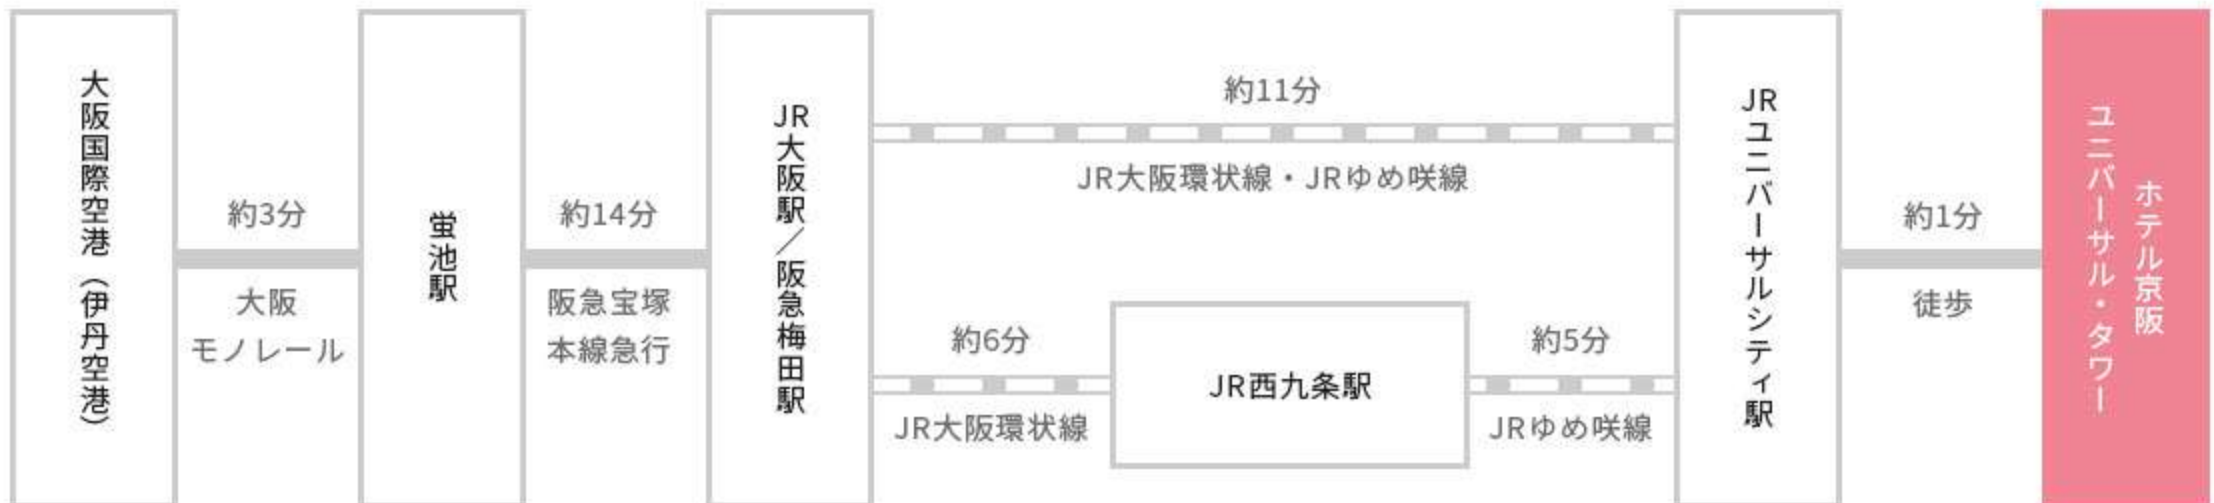 大阪国際空港（伊丹空港）
約3分
大阪
モノレール
蛍池駅
約14分
阪急宝塚
本線急行
JR大阪駅／阪急梅田駅
約11分
JR大阪環状線・JRゆめ咲線
約6分
JR大阪環状線
JR西九条駅
約5分
JRゆめ咲線
JRユニバーサルシティ駅
約1分
徒歩
ホテル京阪
ユニバーサル・タワー